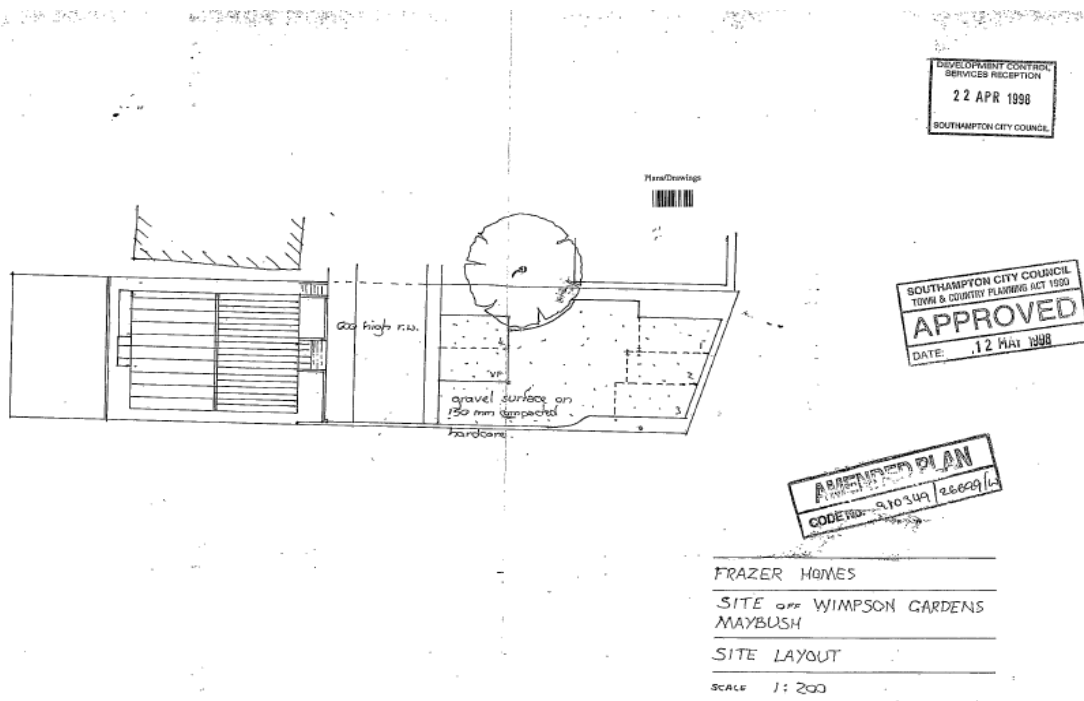 DEVELOPMENT CONTROL
SERVICES RECEPTION
22 APR 1998
SOUTHAMPTON CITY COUNCIL
Plans/Drawings
SOUTHAMPTON CITY COUNCIL
TOWN & COUNTRY PLANNING ACT 1990
APPROVED
DATE: 12 MAY 1998
600 high r.w.
1
2
3
4
VP
gravel surface on
150 mm compacted
hardcore.
AMENDED PLAN
CODE NO:
FRAZER HOMES
SITE OFF WIMPSON GARDENS
MAYBUSH
SITE LAYOUT
SCALE 1:200